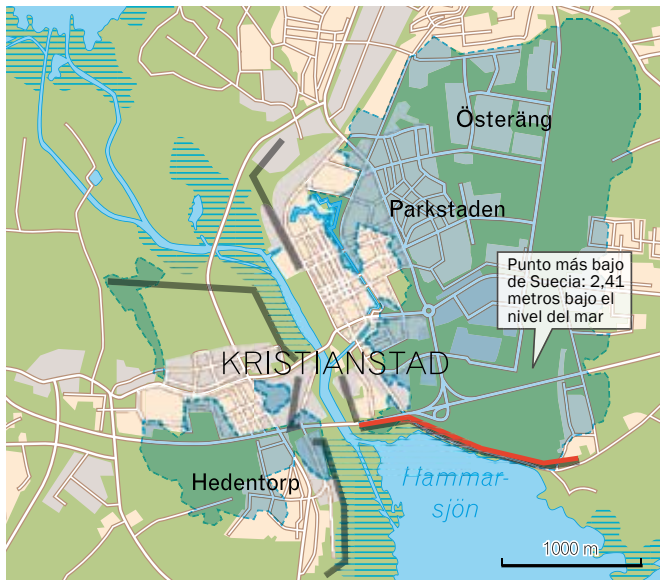 Österäng
Parkstaden
Punto más bajo
de Suecia: 2,41
metros bajo el
nivel del mar
KRISTIANSTAD
Hedentorp
Hammar-
sjön
1000 m